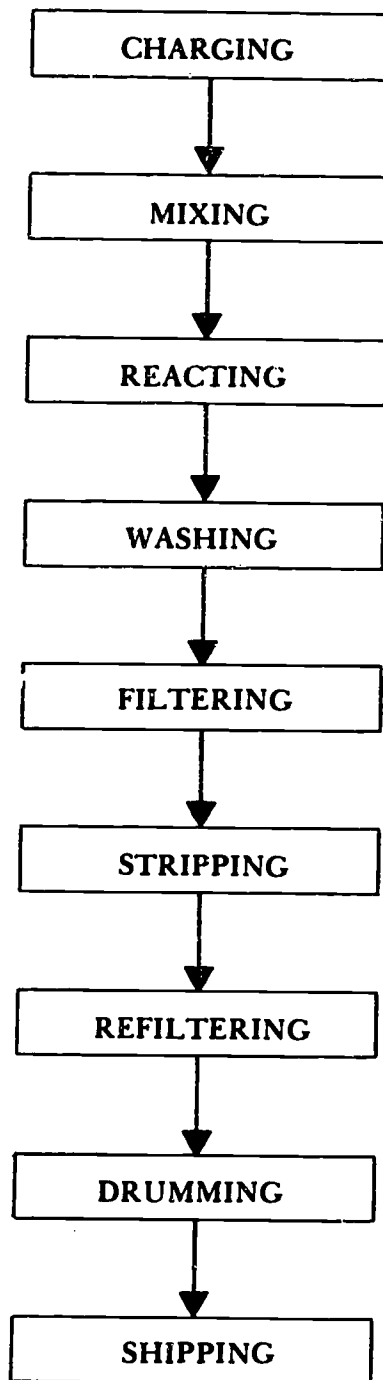 CHARGING
MIXING
REACTING
WASHING
FILTERING
STRIPPING
REFILTERING
DRUMMING
SHIPPING